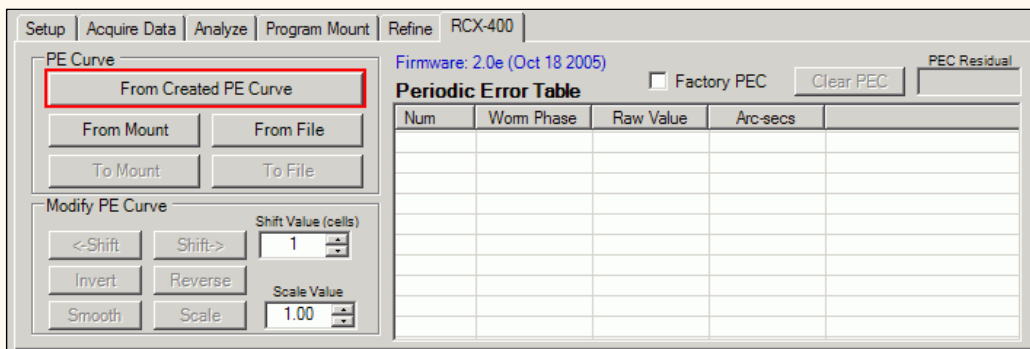 Setup Acquire Data Analyze Program Mount Refine RCX-400
PE Curve
From Created PE Curve
From Mount From File
To Mount To File
Modify PE Curve
Shift Value (cells)
<-Shift Shift-> 1
Invert Reverse
Scale Value
Smooth Scale 1.00
Firmware: 2.0e (Oct 18 2005)
Periodic Error Table
Factory PEC Clear PEC
PEC Residual
Num Worm Phase Raw Value Arc-secs